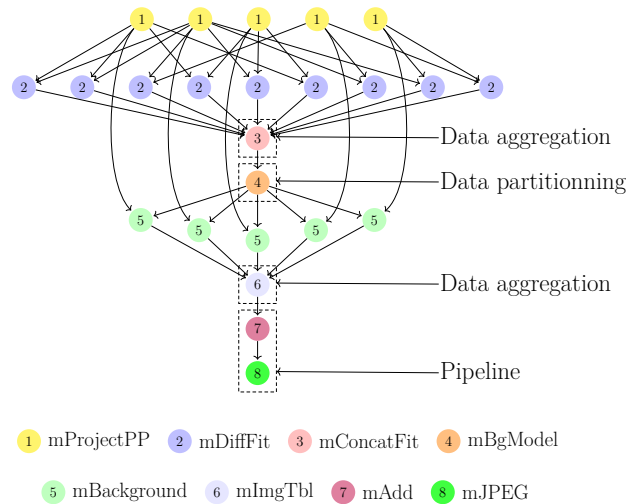 1 1 1 1 1
2 2 2 2 2 2 2 2 2
3 Data aggregation
4 Data partitionning
5 5 5 5 5
6 Data aggregation
7
8 Pipeline
1 mProjectPP 2 mDiffFit 3 mConcatFit 4 mBgModel
5 mBackground 6 mImgTbl 7 mAdd 8 mJPEG